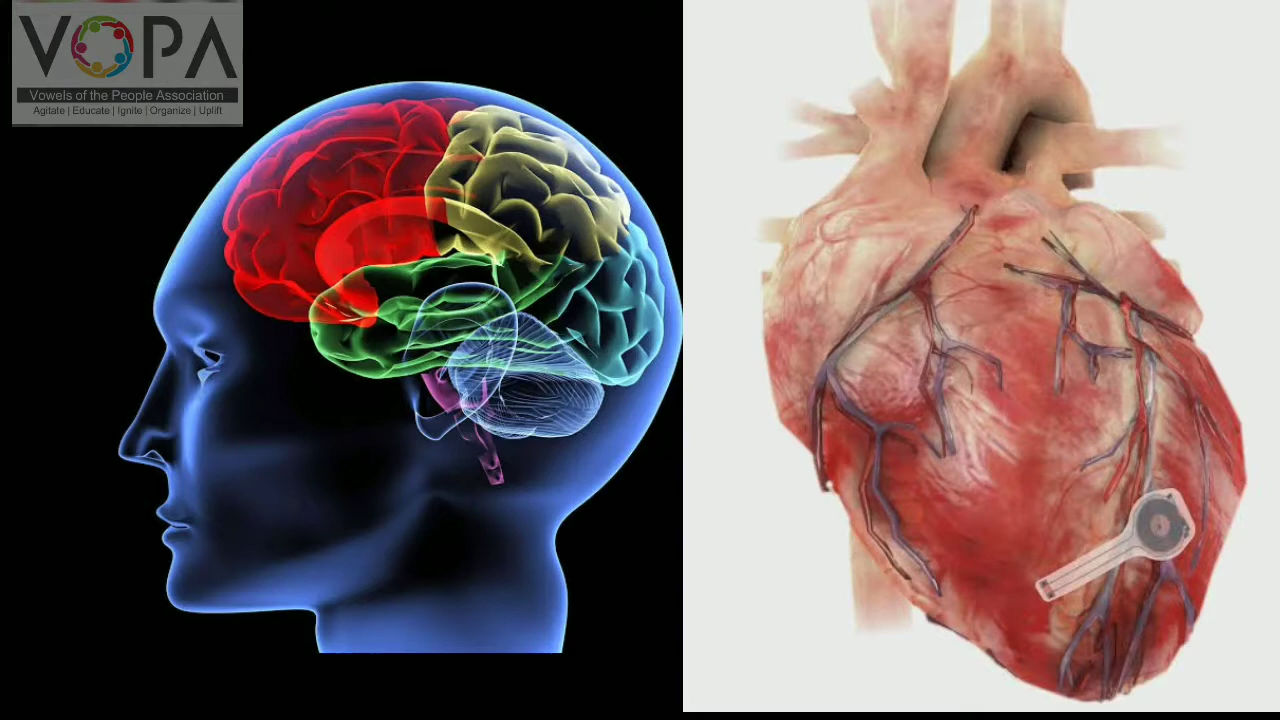 VOPA
Vowels of the People Association
Agitate | Educate | Ignite | Organize | Uplift